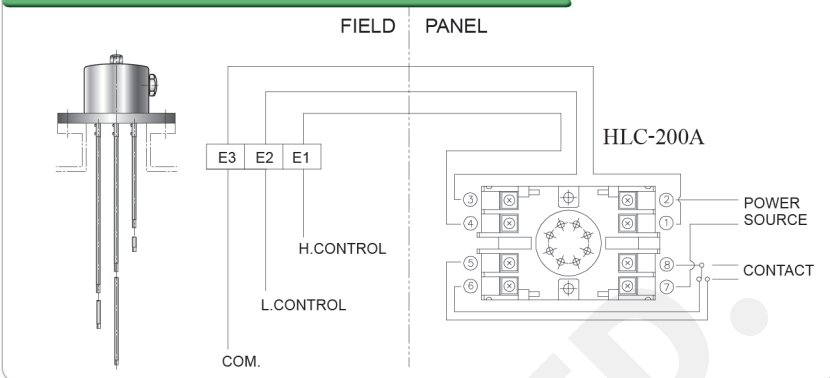 FIELD PANEL
HLC-200A
E3 E2 E1
3 2
4 1
5 8
6 7
POWER
SOURCE
CONTACT
H.CONTROL
L.CONTROL
COM.